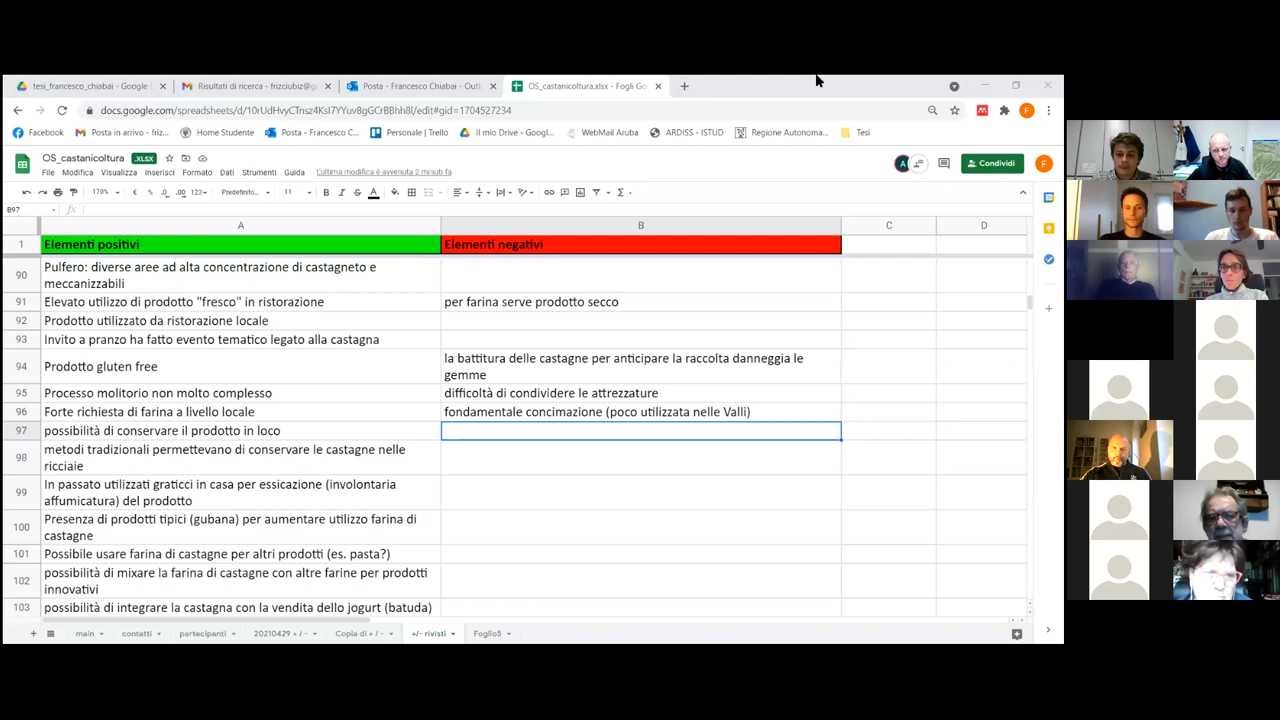 tesi_francesco_chiabai - Google
Risultati di ricerca - frizciubiz@g
Posta - Francesco Chiabai - Outl
OS_castanicoltura.xlsx - Fogli Go
docs.google.com/spreadsheets/d/10rUdHvyCTnsz4KsI7YYuv8gGCrBBhh8l/edit#gid=1704527234
Facebook
Posta in arrivo - friz...
Home Studente
Posta - Francesco C...
Personale | Trello
Il mio Drive - Googl...
WebMail Aruba
ARDISS - ISTUD
Regione Autonoma...
Tesi
OS_castanicoltura .XLSX
File Modifica Visualizza Inserisci Formato Dati Strumenti Guida L'ultima modifica è avvenuta 2 minuti fa
A Condividi F
170% € % .0 .00 123 Predefinito... 11 B I S A
B97 fx
A B C D
1 Elementi positivi Elementi negativi
90 Pulfero: diverse aree ad alta concentrazione di castagneto e
meccanizzabili
91 Elevato utilizzo di prodotto "fresco" in ristorazione per farina serve prodotto secco
92 Prodotto utilizzato da ristorazione locale
93 Invito a pranzo ha fatto evento tematico legato alla castagna
94 Prodotto gluten free la battitura delle castagne per anticipare la raccolta danneggia le
gemme
95 Processo molitorio non molto complesso difficoltà di condividere le attrezzature
96 Forte richiesta di farina a livello locale fondamentale concimazione (poco utilizzata nelle Valli)
97 possibilità di conservare il prodotto in loco
98 metodi tradizionali permettevano di conservare le castagne nelle
ricciaie
99 In passato utilizzati graticci in casa per essicazione (involontaria
affumicatura) del prodotto
100 Presenza di prodotti tipici (gubana) per aumentare utilizzo farina di
castagne
101 Possibile usare farina di castagne per altri prodotti (es. pasta?)
102 possibilità di mixare la farina di castagne con altre farine per prodotti
innovativi
103 possibilità di integrare la castagna con la vendita dello jogurt (batuda)
main contatti partecipanti 20210429 + / - Copia di + / - +/- rivisti Foglio5